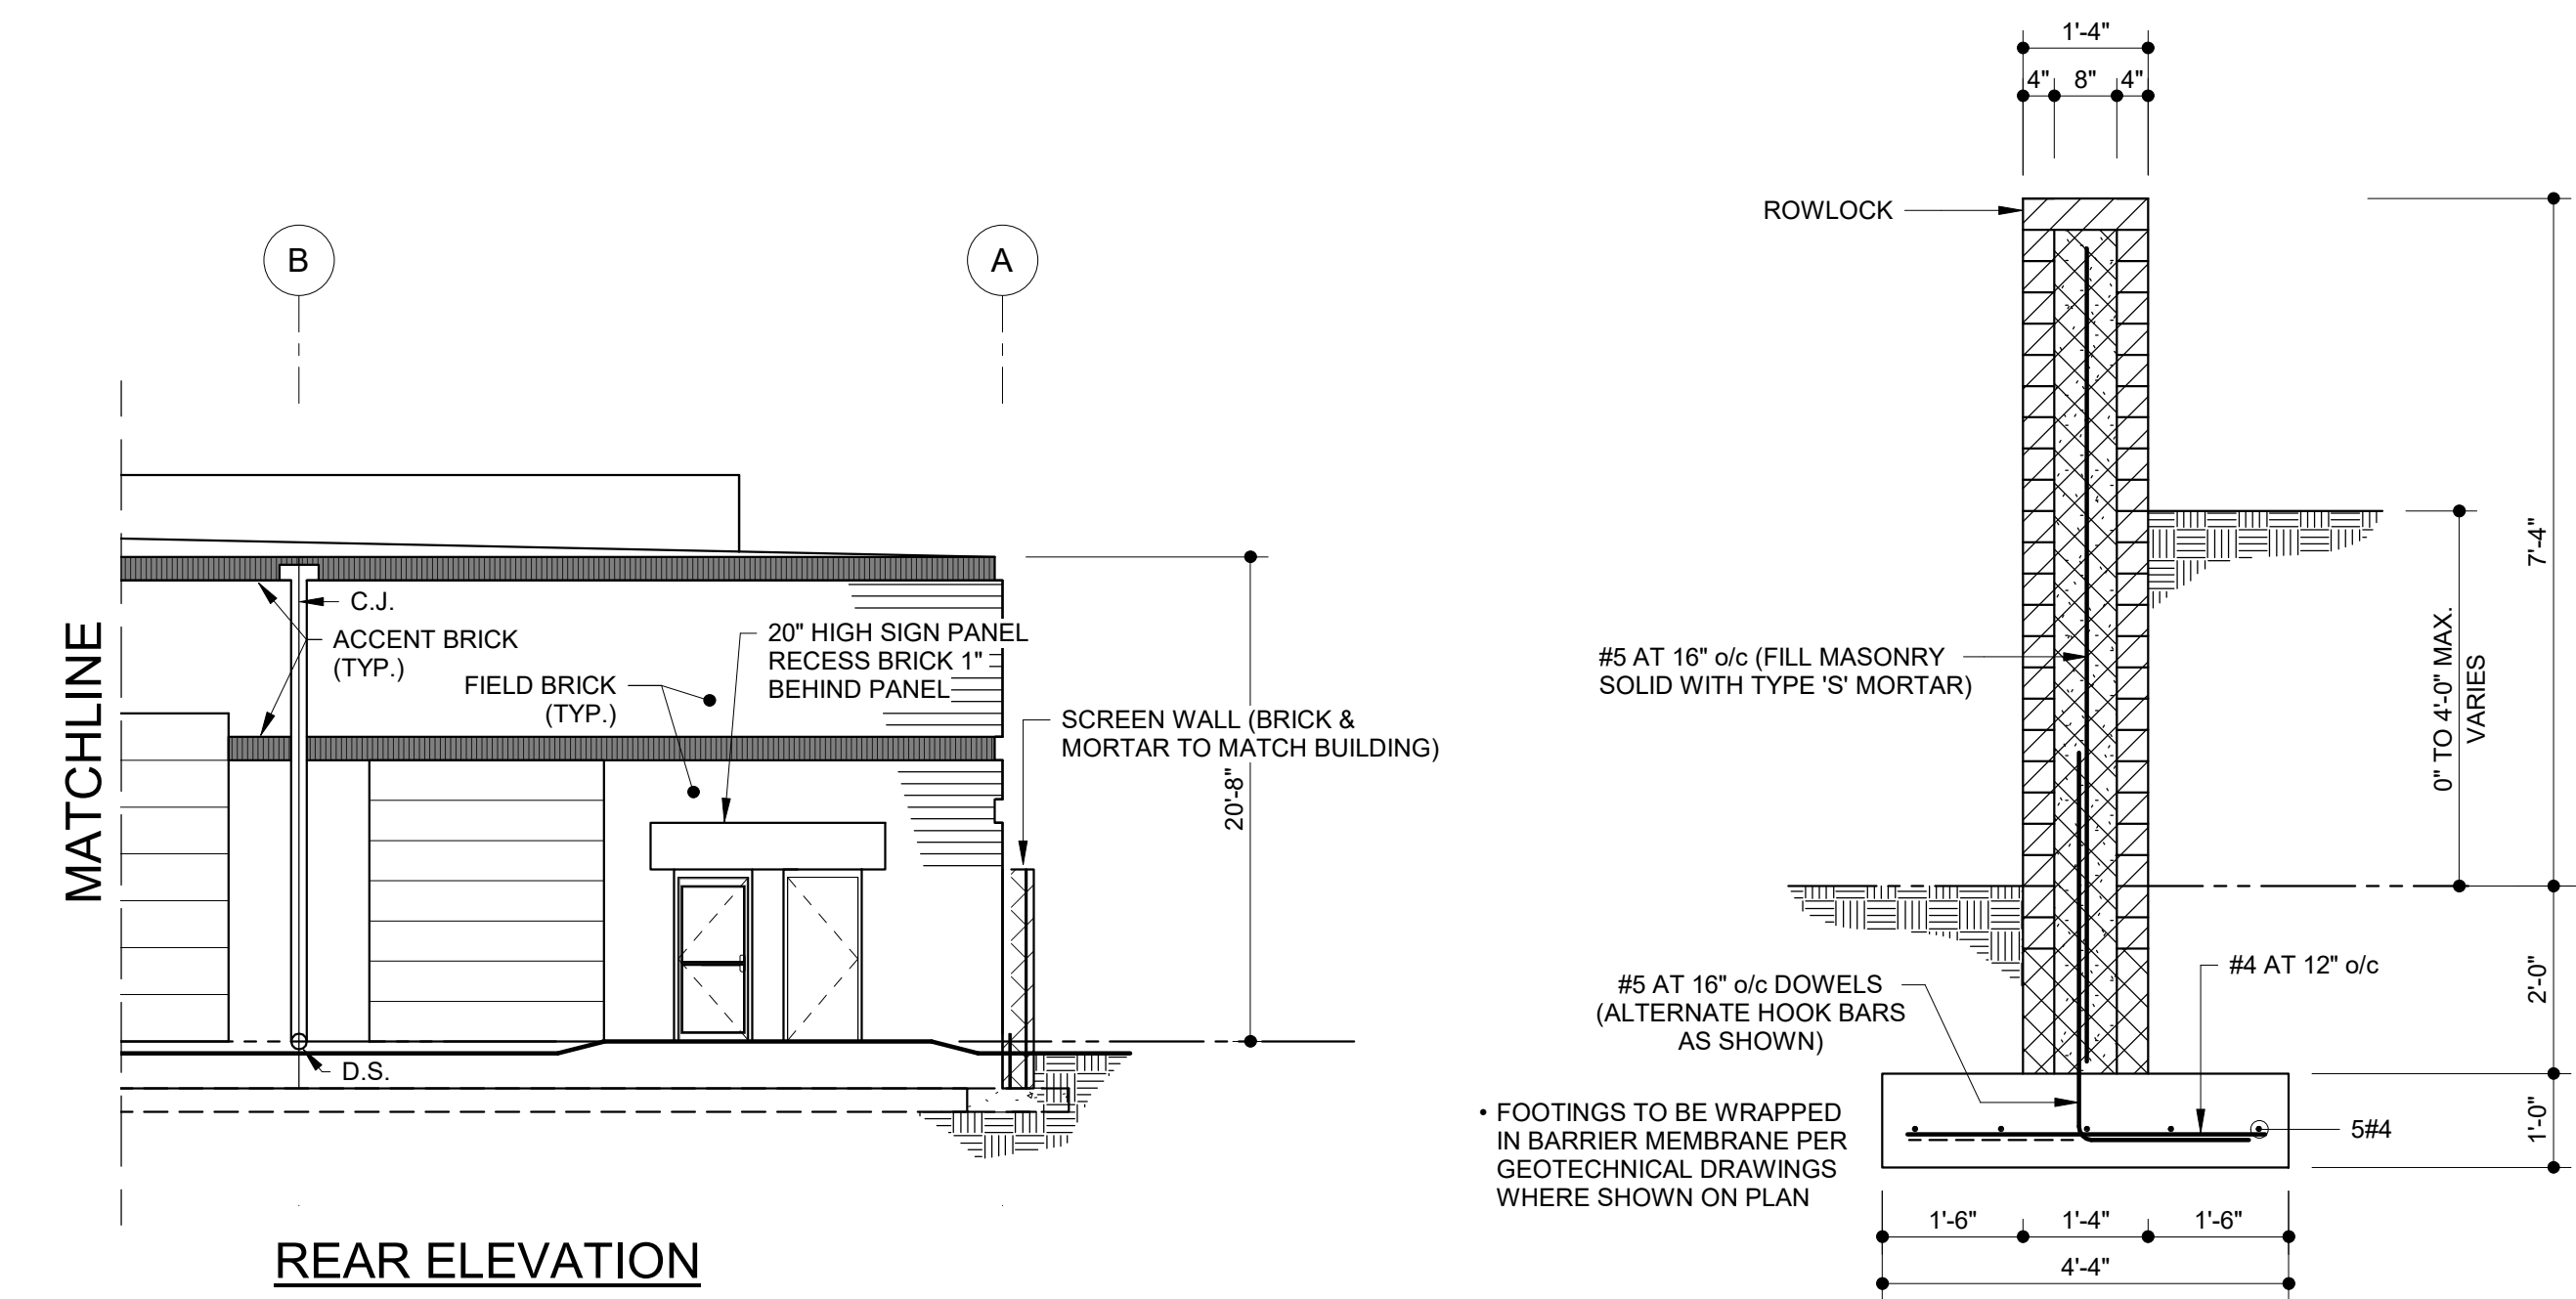 B
A
MATCHLINE
C.J.
ACCENT BRICK
(TYP.)
FIELD BRICK
(TYP.)
20" HIGH SIGN PANEL
RECESS BRICK 1"
BEHIND PANEL
SCREEN WALL (BRICK &
MORTAR TO MATCH BUILDING)
20'-8"
D.S.
REAR ELEVATION
1'-4"
4" 8" 4"
ROWLOCK
7'-4"
0" TO 4'-0" MAX.
VARIES
#5 AT 16" o/c (FILL MASONRY
SOLID WITH TYPE 'S' MORTAR)
#5 AT 16" o/c DOWELS
(ALTERNATE HOOK BARS
AS SHOWN)
#4 AT 12" o/c
2'-0"
• FOOTINGS TO BE WRAPPED
IN BARRIER MEMBRANE PER
GEOTECHNICAL DRAWINGS
WHERE SHOWN ON PLAN
5#4
1'-0"
1'-6" 1'-4" 1'-6"
4'-4"